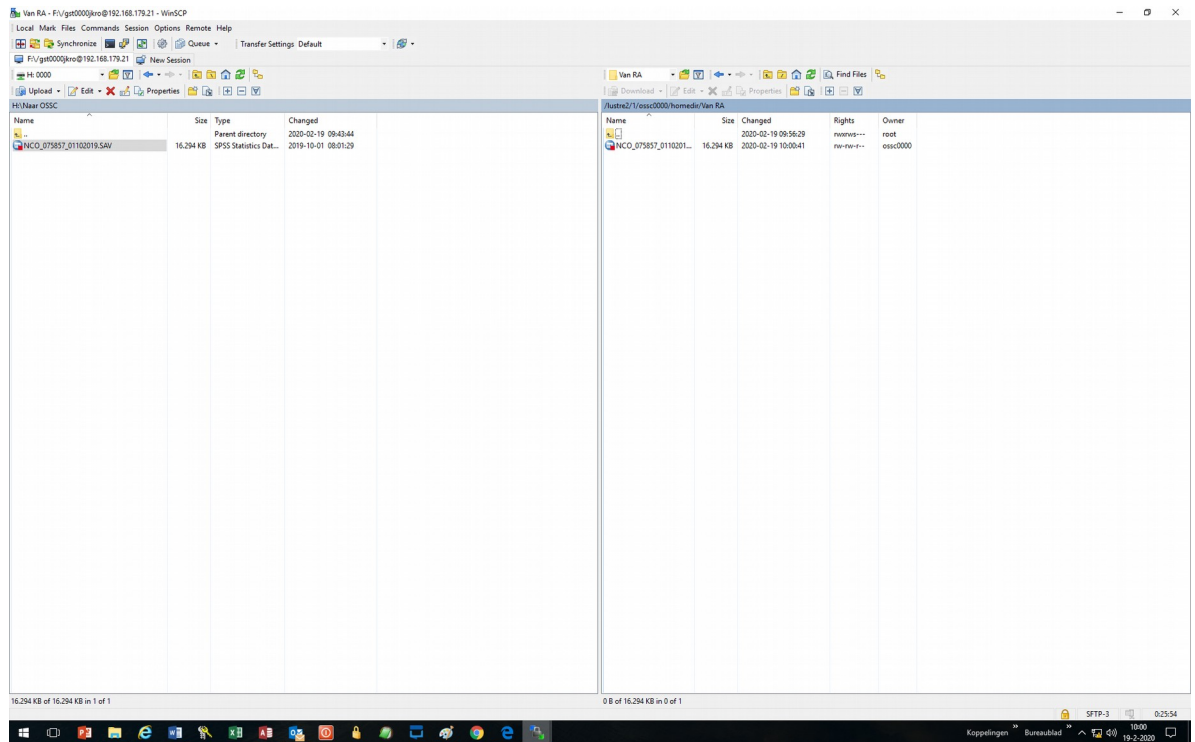 Van RA - F:\/gst0000jkro@192.168.179.21 - WinSCP
Local Mark Files Commands Session Options Remote Help
Synchronize Queue Transfer Settings Default
F:\/gst0000jkro@192.168.179.21 New Session
H: 0000
Upload Edit Properties
H:\Naar OSSC
Name Size Type Changed
.. Parent directory 2020-02-19 09:43:44
NCO_075857_01102019.SAV 16.294 KB SPSS Statistics Dat... 2019-10-01 08:01:29
16.294 KB of 16.294 KB in 1 of 1
Van RA Find Files
Download Edit Properties
/lustre2/1/ossc0000/homedir/Van RA
Name Size Changed Rights Owner
.. 2020-02-19 09:56:29 rwxrws--- root
NCO_075857_0110201... 16.294 KB 2020-02-19 10:00:41 rw-rw-r-- ossc0000
0 B of 16.294 KB in 0 of 1
SFTP-3 0:25:54
Koppelingen » Bureaublad » 10:00
19-2-2020